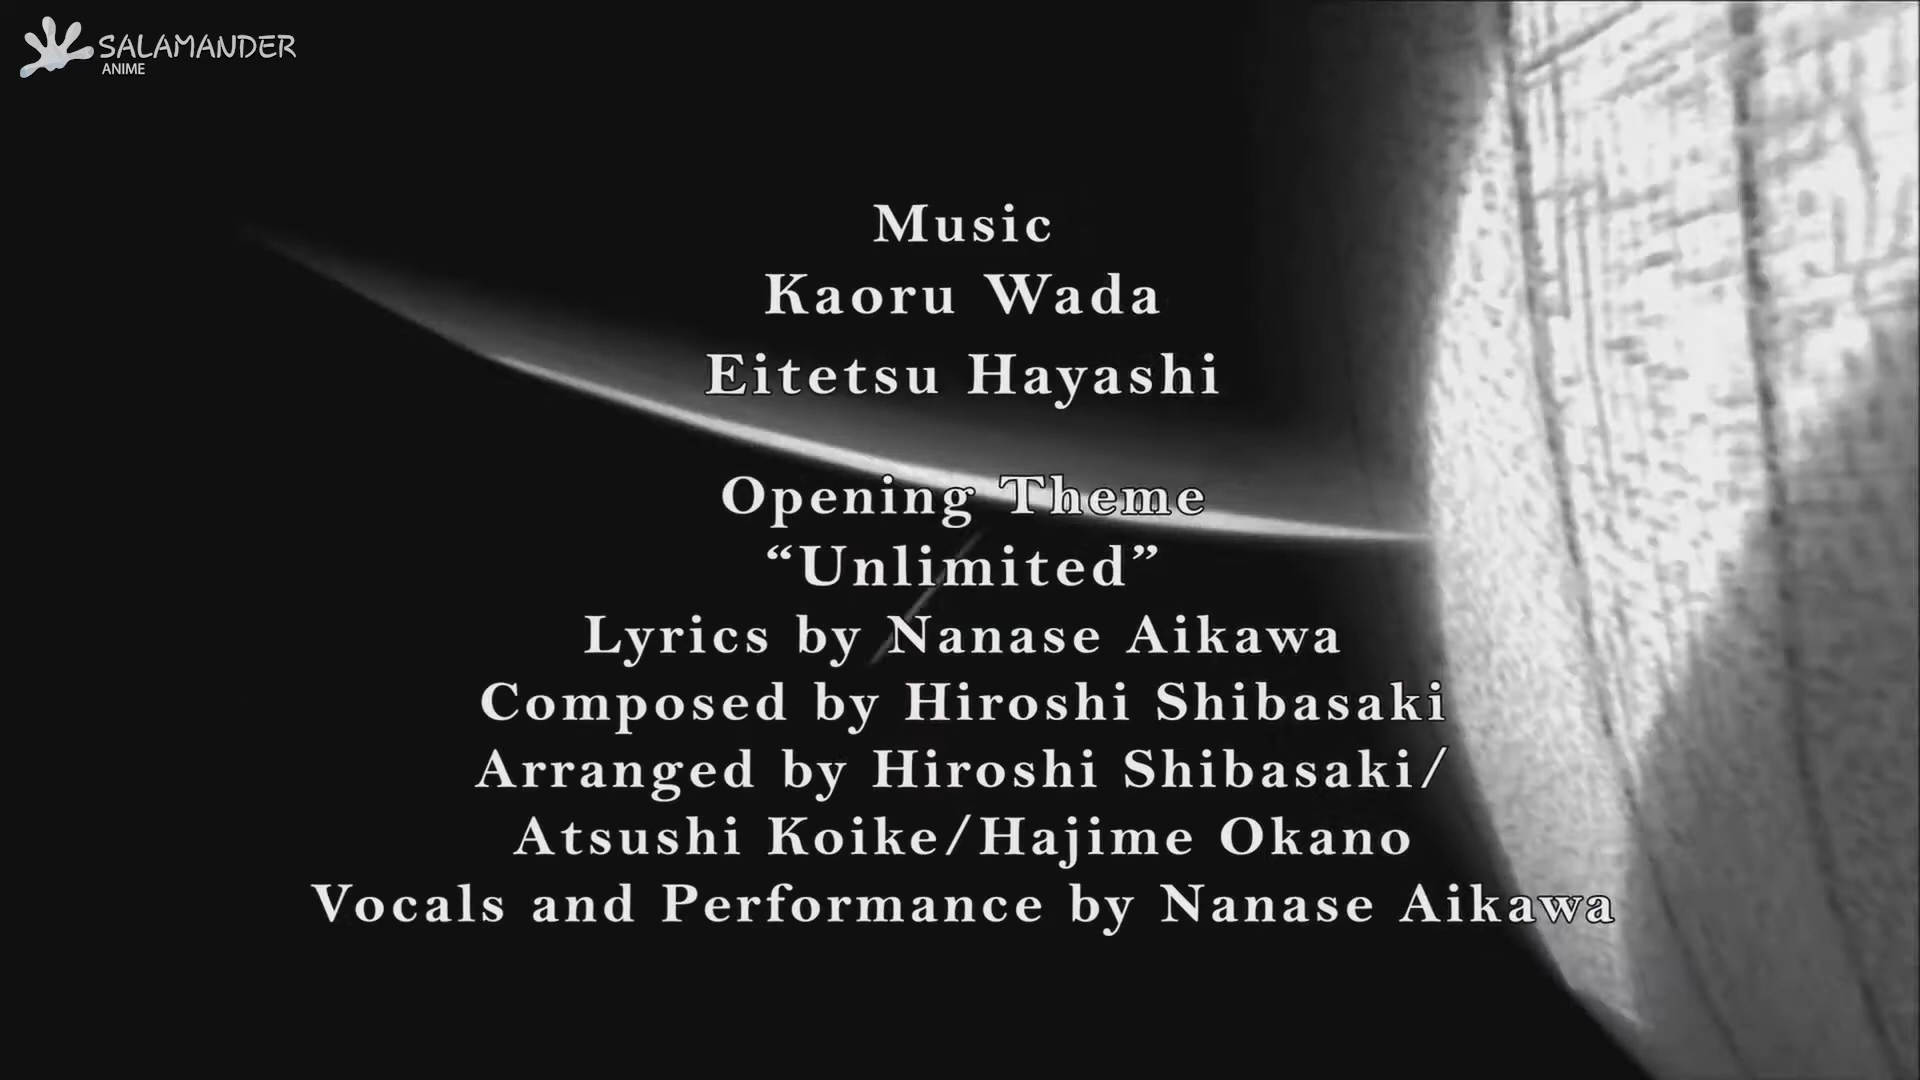 SALAMANDER
ANIME
Music
Kaoru Wada
Eitetsu Hayashi
Opening Theme
“Unlimited”
Lyrics by Nanase Aikawa
Composed by Hiroshi Shibasaki
Arranged by Hiroshi Shibasaki/
Atsushi Koike/Hajime Okano
Vocals and Performance by Nanase Aikawa